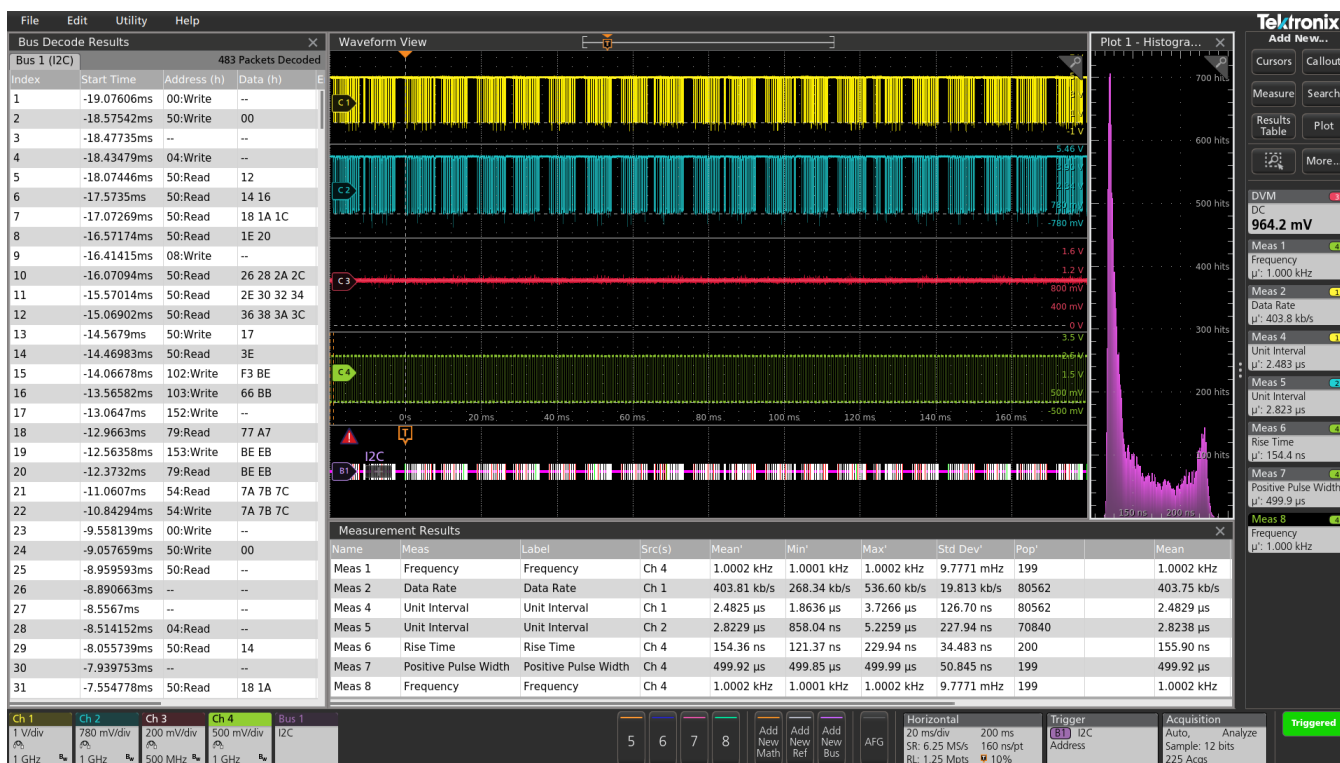 File Edit Utility Help
Tektronix
Bus Decode Results
Bus 1 (I2C) 483 Packets Decoded
Index Start Time Address (h) Data (h) E
1 -19.07606ms 00:Write --
2 -18.57542ms 50:Write 00
3 -18.47735ms -- --
4 -18.43479ms 04:Write --
5 -18.07446ms 50:Read 12
6 -17.5735ms 50:Read 14 16
7 -17.07269ms 50:Read 18 1A 1C
8 -16.57174ms 50:Read 1E 20
9 -16.41415ms 08:Write --
10 -16.07094ms 50:Read 26 28 2A 2C
11 -15.57014ms 50:Read 2E 30 32 34
12 -15.06902ms 50:Read 36 38 3A 3C
13 -14.5679ms 50:Write 17
14 -14.46983ms 50:Read 3E
15 -14.06678ms 102:Write F3 BE
16 -13.56582ms 103:Write 66 BB
17 -13.0647ms 152:Write --
18 -12.9663ms 79:Read 77 A7
19 -12.56358ms 153:Write BE EB
20 -12.3732ms 79:Read BE EB
21 -11.0607ms 54:Read 7A 7B 7C
22 -10.84294ms 54:Write 7A 7B 7C
23 -9.558139ms 00:Write --
24 -9.057659ms 50:Write 00
25 -8.959593ms 50:Read --
26 -8.890663ms -- --
27 -8.5567ms -- --
28 -8.514152ms 04:Read --
29 -8.055739ms 50:Read 14
30 -7.939753ms -- --
31 -7.554778ms 50:Read 18 1A
Waveform View
T
C 1
-1 V
5.46 V
C 2
-780 mV
1.6 V
1.2 V
C 3
800 mV
400 mV
0 V
3.5 V
2.5 V
C 4
1.5 V
500 mV
-500 mV
0 s 20 ms 40 ms 60 ms 80 ms 100 ms 120 ms 140 ms 160 ms
T
I2C
B1
Plot 1 - Histogra...
700 hits
600 hits
500 hits
400 hits
300 hits
200 hits
100 hits
150 ns 200 ns
Measurement Results
Name Meas Label Src(s) Mean' Min' Max' Std Dev' Pop' Mean
Meas 1 Frequency Frequency Ch 4 1.0002 kHz 1.0001 kHz 1.0002 kHz 9.7771 mHz 199 1.0002 kHz
Meas 2 Data Rate Data Rate Ch 1 403.81 kb/s 268.34 kb/s 536.60 kb/s 19.813 kb/s 80562 403.75 kb/s
Meas 4 Unit Interval Unit Interval Ch 1 2.4825 µs 1.8636 µs 3.7266 µs 126.70 ns 80562 2.4829 µs
Meas 5 Unit Interval Unit Interval Ch 2 2.8229 µs 858.04 ns 5.2259 µs 227.94 ns 70840 2.8238 µs
Meas 6 Rise Time Rise Time Ch 4 154.36 ns 121.37 ns 229.94 ns 34.483 ns 200 155.90 ns
Meas 7 Positive Pulse Width Positive Pulse Width Ch 4 499.92 µs 499.85 µs 499.99 µs 50.845 ns 199 499.92 µs
Meas 8 Frequency Frequency Ch 4 1.0002 kHz 1.0001 kHz 1.0002 kHz 9.7771 mHz 199 1.0002 kHz
Add New...
Cursors Callout
Measure Search
Results Table Plot
More...
DVM 3
DC
964.2 mV
Meas 1 4
Frequency
µ': 1.000 kHz
Meas 2 1
Data Rate
µ': 403.8 kb/s
Meas 4 1
Unit Interval
µ': 2.483 µs
Meas 5 2
Unit Interval
µ': 2.823 µs
Meas 6 4
Rise Time
µ': 154.4 ns
Meas 7 4
Positive Pulse Width
µ': 499.9 µs
Meas 8 4
Frequency
µ': 1.000 kHz
Ch 1
1 V/div
1 GHz Bw
Ch 2
780 mV/div
1 GHz Bw
Ch 3
200 mV/div
500 MHz Bw
Ch 4
500 mV/div
1 GHz Bw
Bus 1
I2C
5 6 7 8
Add New Math
Add New Ref
Add New Bus
AFG
Horizontal
20 ms/div 200 ms
SR: 6.25 MS/s 160 ns/pt
RL: 1.25 Mpts 10%
Trigger
B1 I2C
Address
Acquisition
Auto, Analyze
Sample: 12 bits
225 Acqs
Triggered